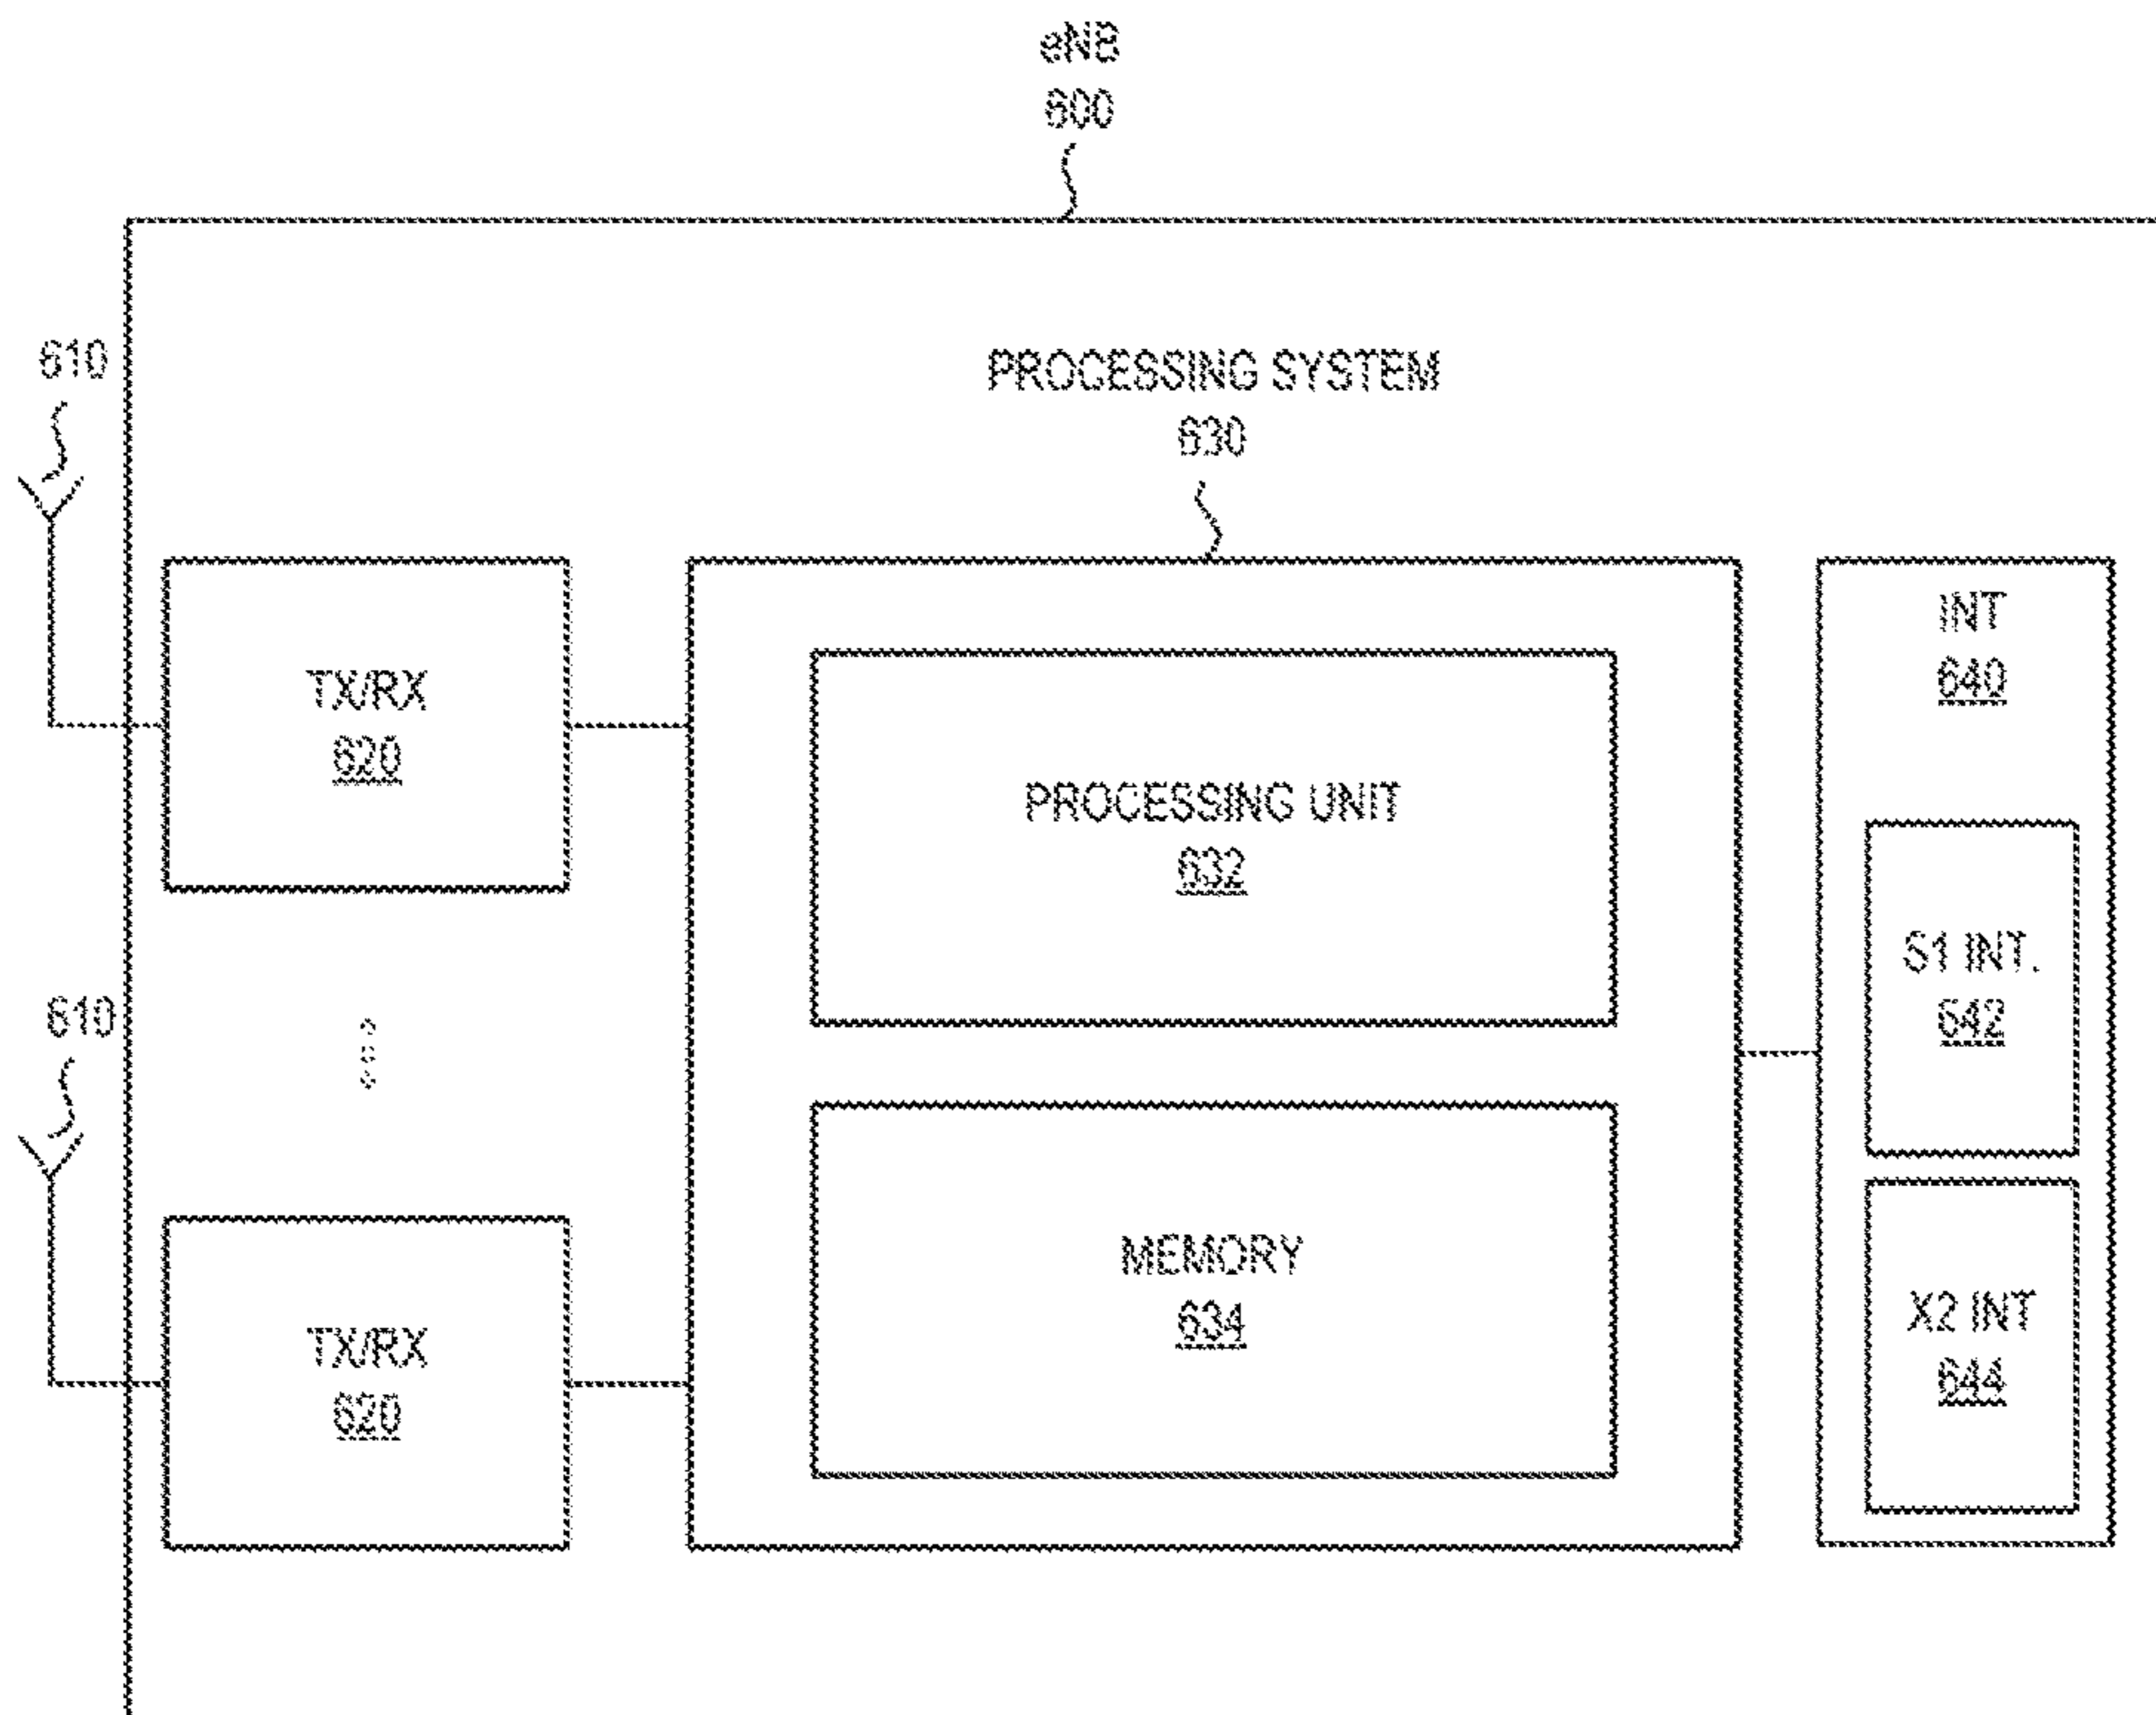 eNB
600
610
PROCESSING SYSTEM
630
INT
640
TX/RX
620
PROCESSING UNIT
632
S1 INT.
642
610
MEMORY
634
X2 INT
644
TX/RX
620